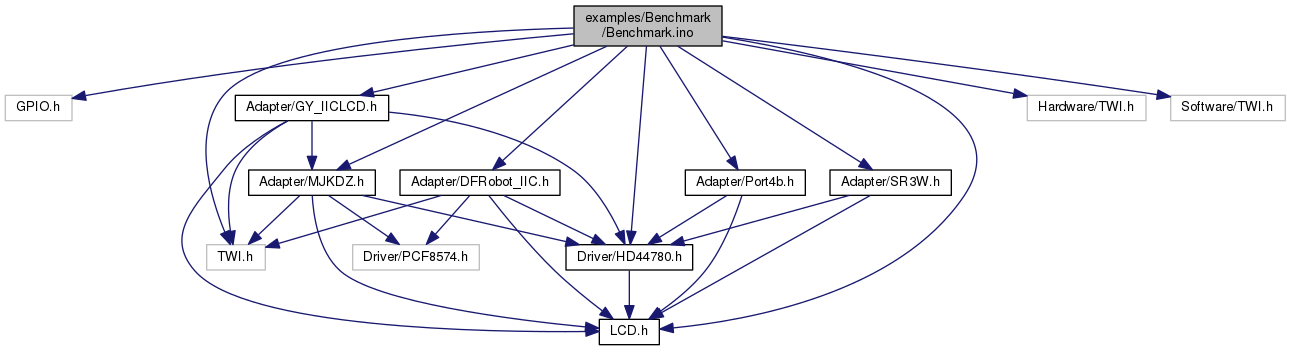 examples/Benchmark
/Benchmark.ino
GPIO.h
Adapter/GY_IICLCD.h
Hardware/TWI.h
Software/TWI.h
Adapter/MJKDZ.h
Adapter/DFRobot_IIC.h
Adapter/Port4b.h
Adapter/SR3W.h
TWI.h
Driver/PCF8574.h
Driver/HD44780.h
LCD.h